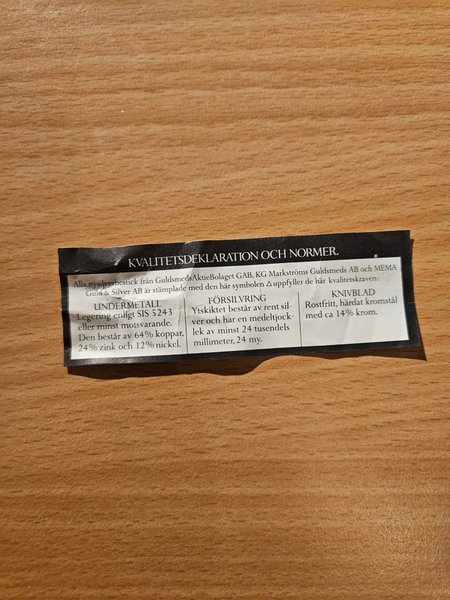 KVALITETSDEKLARATION OCH NORMER.
Alla nysilverbestick från GuldsmedsAktieBolaget GAB, KG Markströms Guldsmeds AB och MEMA
Guld & Silver AB är stämplade med den här symbolen Δ uppfyller de här kvalitetskraven:
UNDERMETALL
Legering enligt SIS 5243
eller minst motsvarande.
Den består av 64% koppar,
24% zink och 12% nickel.
FÖRSILVRING
Ytskiktet består av rent sil-
ver och har en medeltjock-
lek av minst 24 tusendels
millimeter, 24 my.
KNIVBLAD
Rostfritt, härdat kromstål
med ca 14% krom.